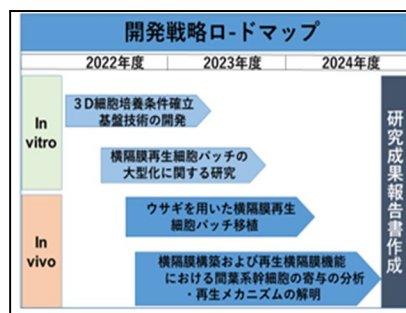 開発戦略ロ-ドマップ
2022年度 2023年度 2024年度
In
vitro
3D細胞培養条件確立
基盤技術の開発
横隔膜再生細胞パッチの
大型化に関する研究
In
vivo
ウサギを用いた横隔膜再生
細胞パッチ移植
横隔膜構築および再生横隔膜機能
における間葉系幹細胞の寄与の分析
・再生メカニズムの解明
研究成果報告書作成